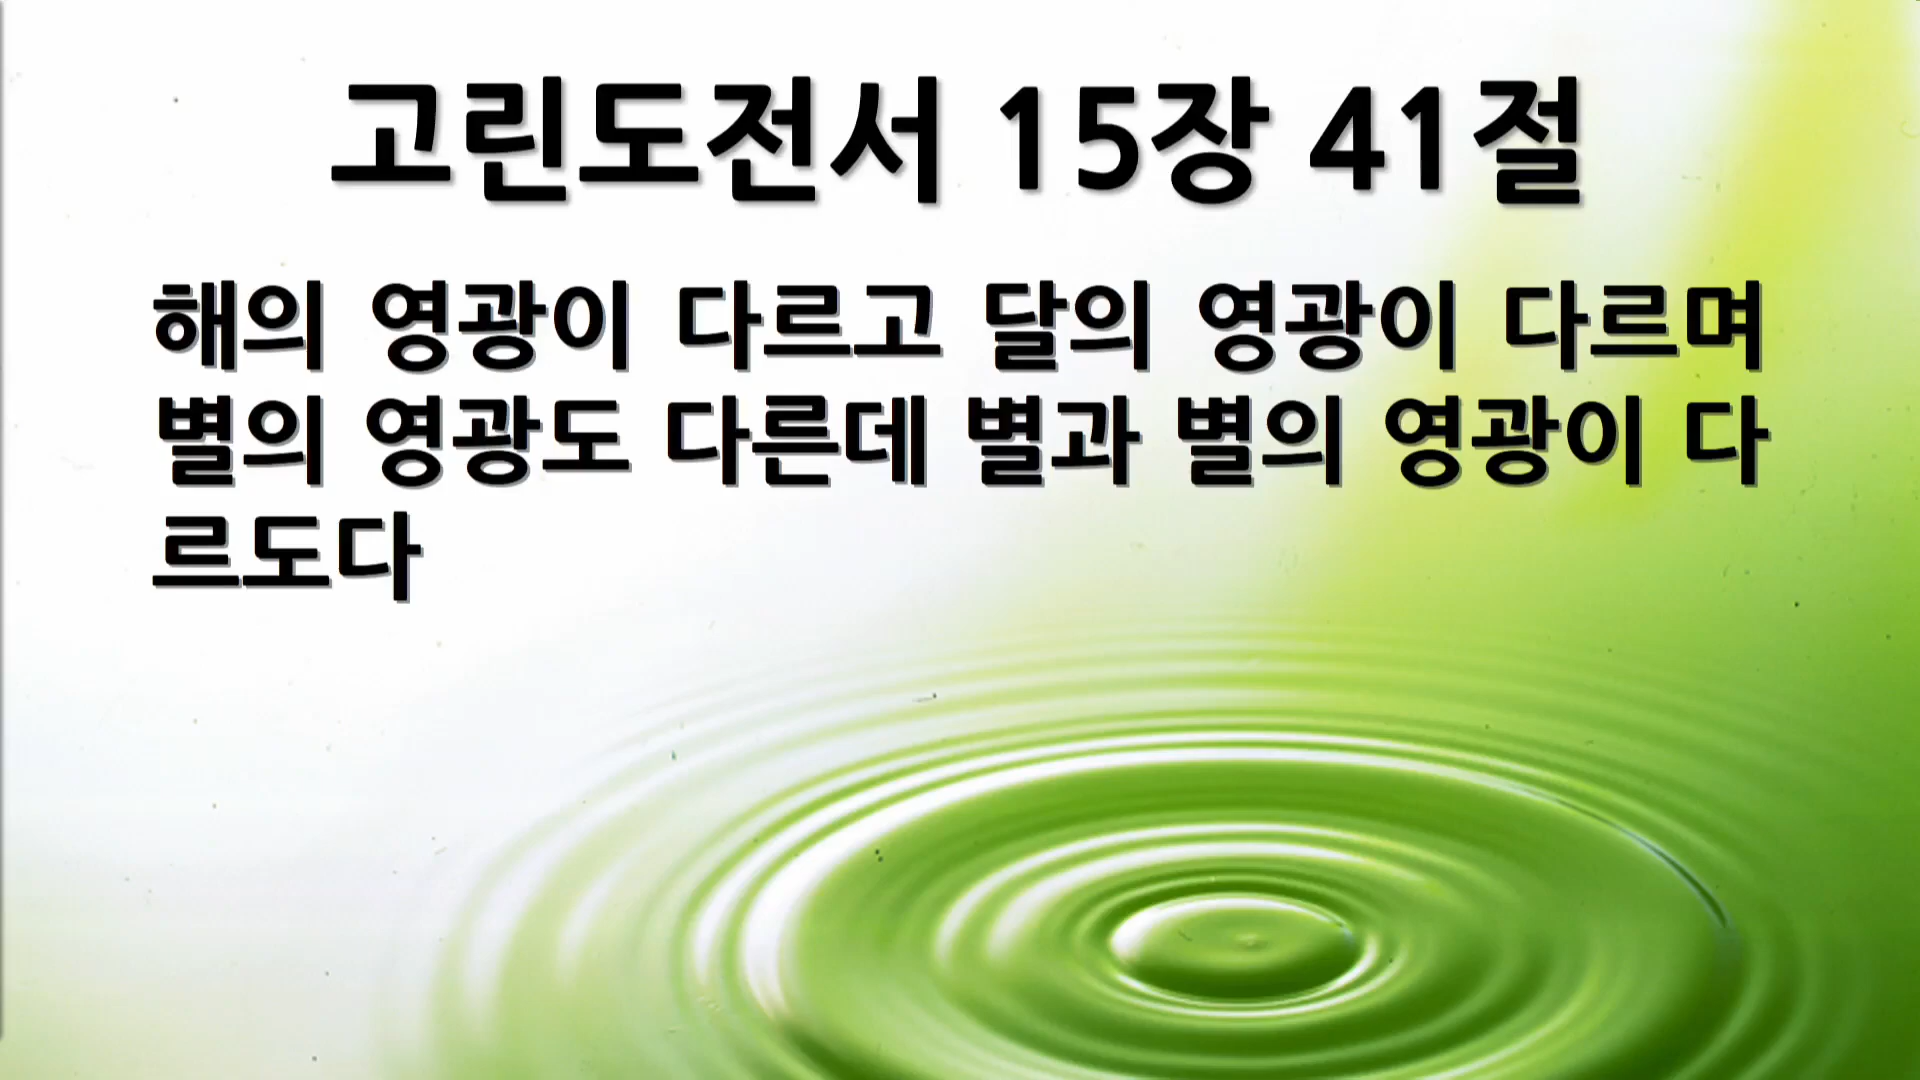 고린도전서 15장 41절
해의 영광이 다르고 달의 영광이 다르며
별의 영광도 다른데 별과 별의 영광이 다
르도다